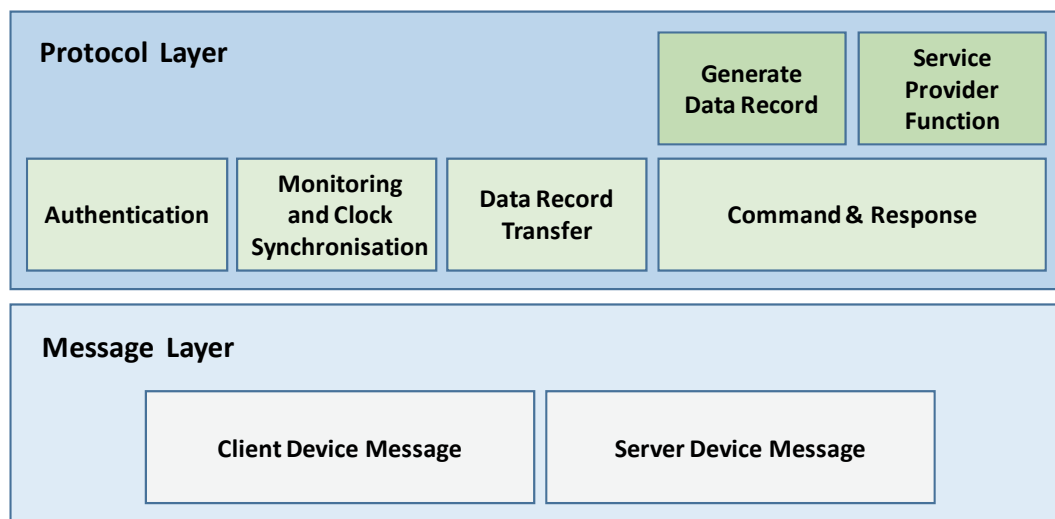 Protocol Layer
Generate
Data Record
Service
Provider
Function
Authentication
Monitoring
and Clock
Synchronisation
Data Record
Transfer
Command & Response
Message Layer
Client Device Message
Server Device Message